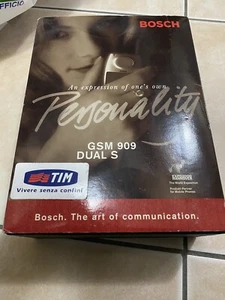 FFICIO
BOSCH
An expression of one's own
Personality
GSM 909
DUAL S
TIM
Vivere senza confini
Bosch. The art of communication.